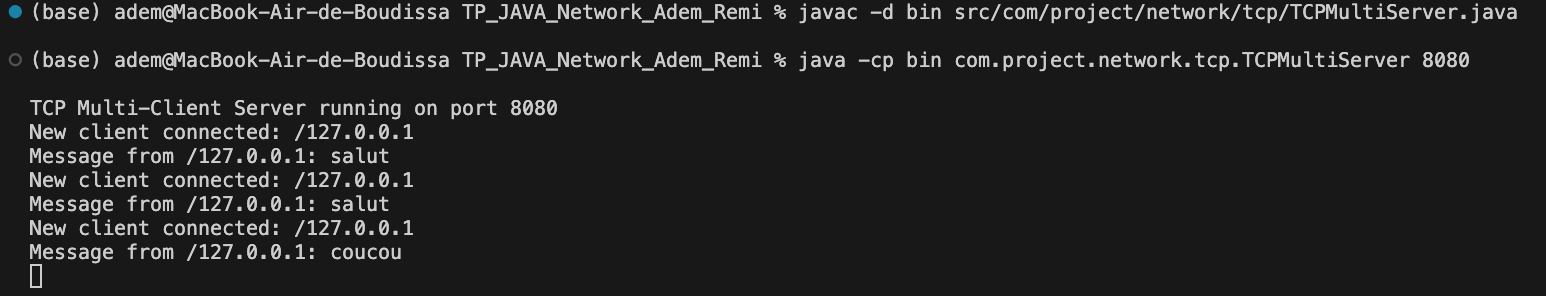 (base) adem@MacBook-Air-de-Boudissa TP_JAVA_Network_Adem_Remi % javac -d bin src/com/project/network/tcp/TCPMultiServer.java
(base) adem@MacBook-Air-de-Boudissa TP_JAVA_Network_Adem_Remi % java -cp bin com.project.network.tcp.TCPMultiServer 8080
TCP Multi-Client Server running on port 8080
New client connected: /127.0.0.1
Message from /127.0.0.1: salut
New client connected: /127.0.0.1
Message from /127.0.0.1: salut
New client connected: /127.0.0.1
Message from /127.0.0.1: coucou